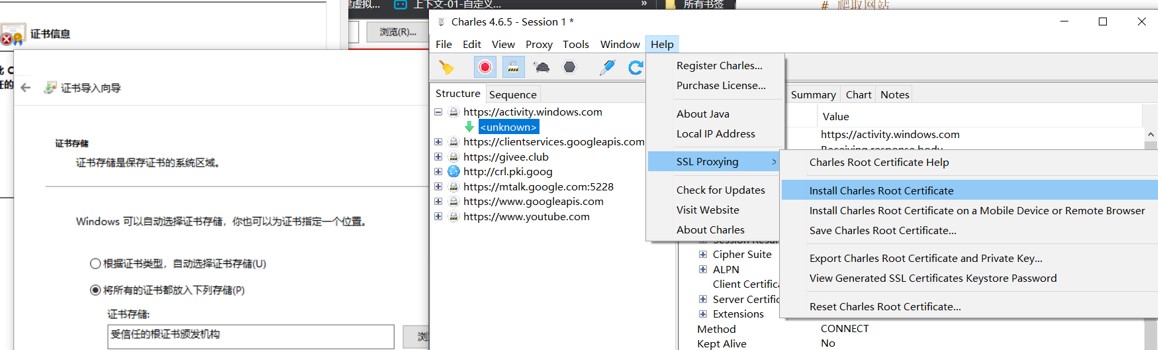 虚拟...
上下文-01-自定义...
»
所有书签
# 爬取网站
证书信息
浏览(R)...
证书导入向导
证书存储
证书存储是保存证书的系统区域。
Windows 可以自动选择证书存储，你也可以为证书指定一个位置。
根据证书类型，自动选择证书存储(U)
将所有的证书都放入下列存储(P)
证书存储:
受信任的根证书颁发机构
Charles 4.6.5 - Session 1 *
File Edit View Proxy Tools Window Help
Structure Sequence
https://activity.windows.com
<unknown>
https://clientservices.googleapis.com
https://givee.club
http://crl.pki.goog
https://mtalk.google.com:5228
https://www.googleapis.com
https://www.youtube.com
Register Charles...
Purchase License...
About Java
Local IP Address
SSL Proxying
Check for Updates
Visit Website
About Charles
Charles Root Certificate Help
Install Charles Root Certificate
Install Charles Root Certificate on a Mobile Device or Remote Browser
Save Charles Root Certificate...
Export Charles Root Certificate and Private Key...
View Generated SSL Certificates Keystore Password
Reset Charles Root Certificate...
Summary Chart Notes
Value
https://activity.windows.com
Receiving response body
Cipher Suite
ALPN
Client Certific
Server Certific
Extensions
Method CONNECT
Kept Alive No